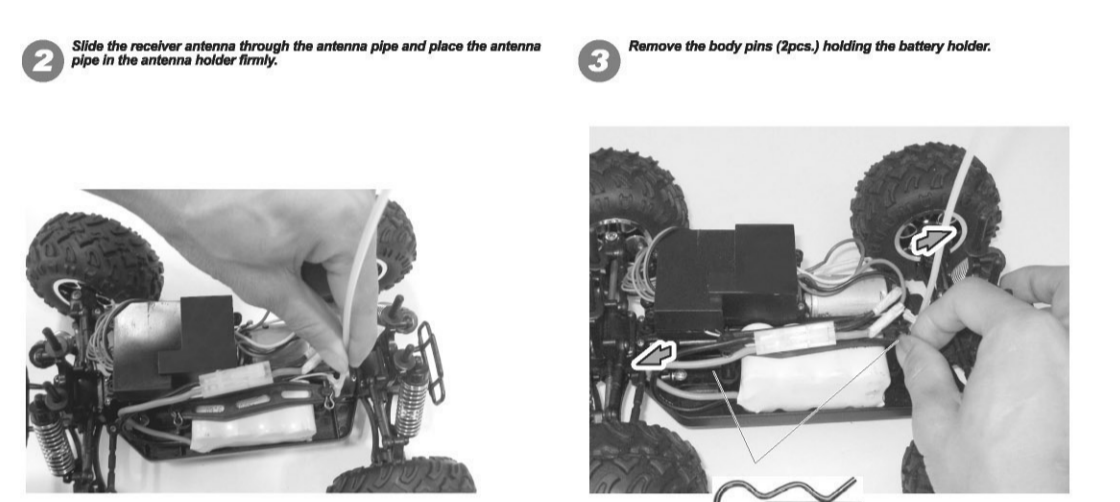 2
Slide the receiver antenna through the antenna pipe and place the antenna
pipe in the antenna holder firmly.
3
Remove the body pins (2pcs.) holding the battery holder.